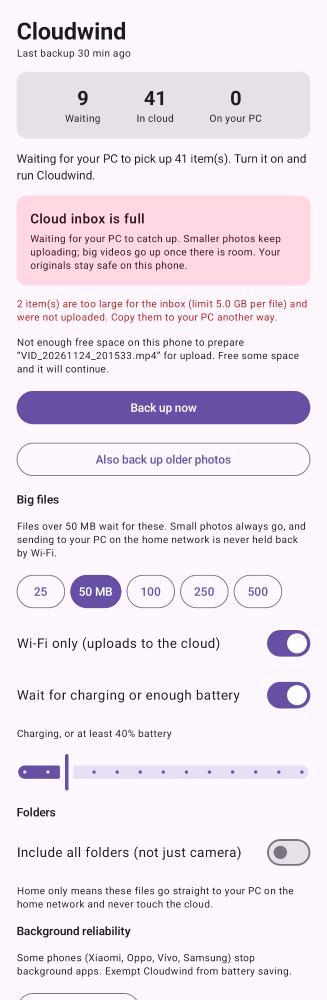 Cloudwind
Last backup 30 min ago
9 41 0
Waiting In cloud On your PC
Waiting for your PC to pick up 41 item(s). Turn it on and
run Cloudwind.
Cloud inbox is full
Waiting for your PC to catch up. Smaller photos keep
uploading; big videos go up once there is room. Your
originals stay safe on this phone.
2 item(s) are too large for the inbox (limit 5.0 GB per file) and
were not uploaded. Copy them to your PC another way.
Not enough free space on this phone to prepare
“VID_20261124_201533.mp4” for upload. Free some space
and it will continue.
Back up now
Also back up older photos
Big files
Files over 50 MB wait for these. Small photos always go, and
sending to your PC on the home network is never held back
by Wi-Fi.
25 50 MB 100 250 500
Wi-Fi only (uploads to the cloud)
Wait for charging or enough battery
Charging, or at least 40% battery
Folders
Include all folders (not just camera)
Home only means these files go straight to your PC on the
home network and never touch the cloud.
Background reliability
Some phones (Xiaomi, Oppo, Vivo, Samsung) stop
background apps. Exempt Cloudwind from battery saving.